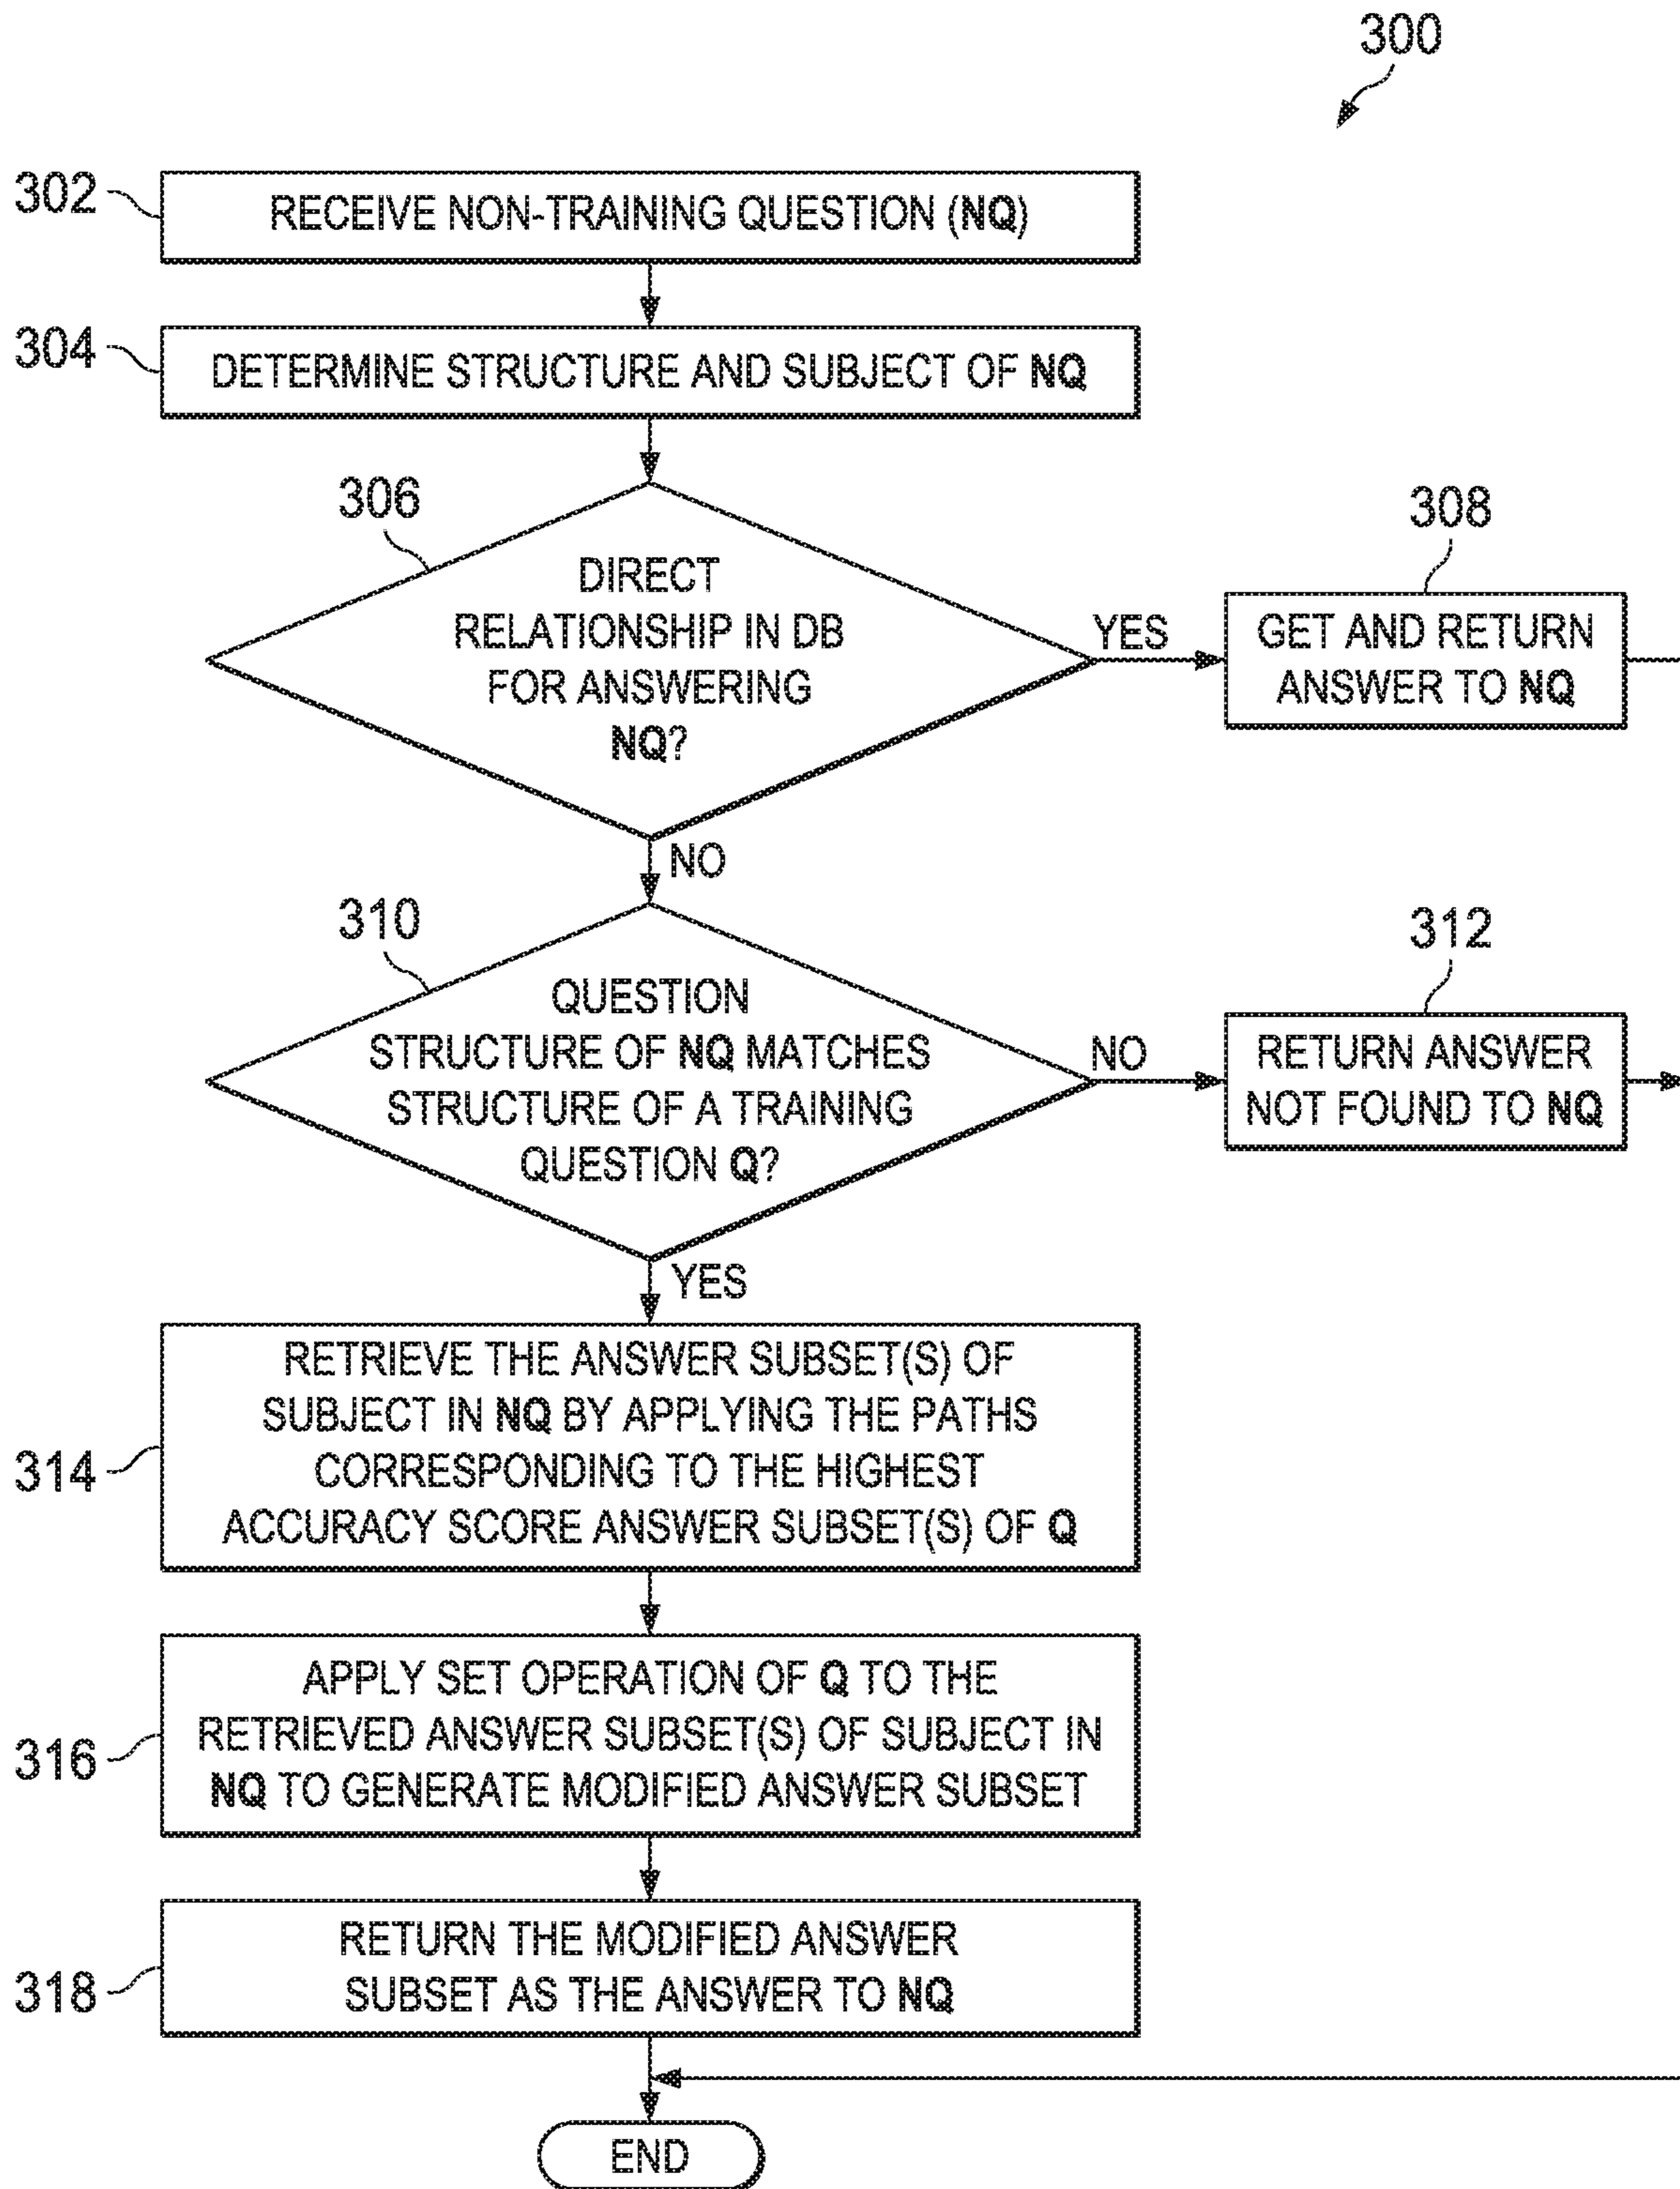 300
302
RECEIVE NON-TRAINING QUESTION (NQ)
304
DETERMINE STRUCTURE AND SUBJECT OF NQ
306
DIRECT
RELATIONSHIP IN DB
FOR ANSWERING
NQ?
YES
308
GET AND RETURN
ANSWER TO NQ
NO
310
QUESTION
STRUCTURE OF NQ MATCHES
STRUCTURE OF A TRAINING
QUESTION Q?
NO
312
RETURN ANSWER
NOT FOUND TO NQ
YES
314
RETRIEVE THE ANSWER SUBSET(S) OF
SUBJECT IN NQ BY APPLYING THE PATHS
CORRESPONDING TO THE HIGHEST
ACCURACY SCORE ANSWER SUBSET(S) OF Q
316
APPLY SET OPERATION OF Q TO THE
RETRIEVED ANSWER SUBSET(S) OF SUBJECT IN
NQ TO GENERATE MODIFIED ANSWER SUBSET
318
RETURN THE MODIFIED ANSWER
SUBSET AS THE ANSWER TO NQ
END